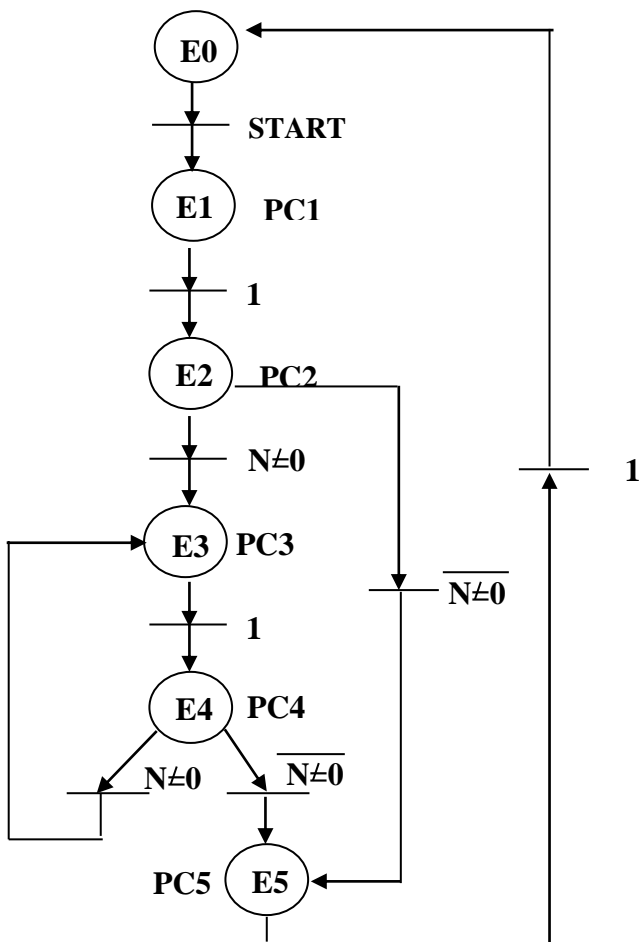 E0
START
E1 PC1
1
E2 PC2
N≠0
1
E3 PC3
N̅≠̅0̅
1
E4 PC4
N≠0 N̅≠̅0̅
PC5 E5